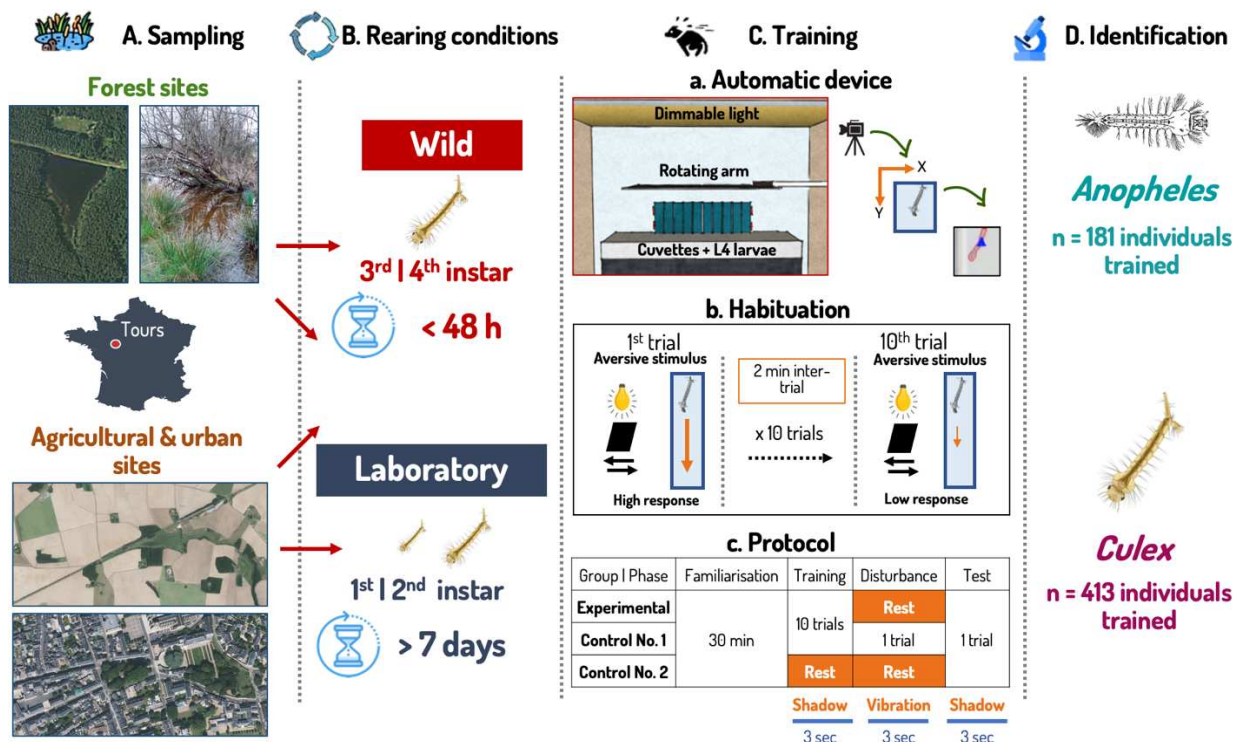 A. Sampling
Forest sites
Tours
Agricultural & urban
sites
B. Rearing conditions
Wild
3rd | 4th instar
< 48 h
Laboratory
1st | 2nd instar
> 7 days
C. Training
a. Automatic device
Dimmable light
Rotating arm
Cuvettes + L4 larvae
X
Y
b. Habituation
1st trial
Aversive stimulus
High response
2 min inter-
trial
x 10 trials
10th trial
Aversive stimulus
Low response
c. Protocol
Group | Phase Familiarisation Training Disturbance Test
Experimental 30 min 10 trials Rest 1 trial
Control No. 1 1 trial
Control No. 2 Rest Rest
Shadow Vibration Shadow
3 sec 3 sec 3 sec
D. Identification
Anopheles
n = 181 individuals
trained
Culex
n = 413 individuals
trained